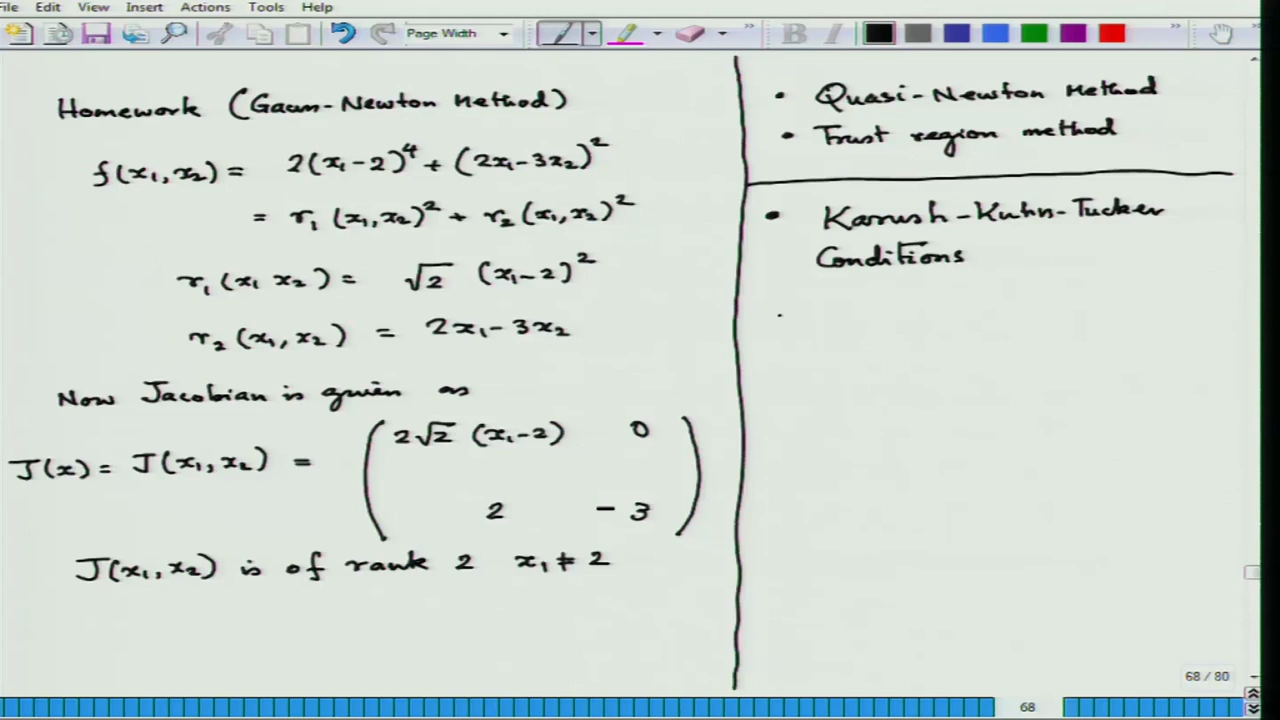 File Edit View Insert Actions Tools Help
Page Width
Homework (Gauss-Newton Method)
f(x₁, x₂) = 2(x₁-2)⁴ + (2x₁-3x₂)²
= r₁(x₁,x₂)² + r₂(x₁,x₂)²
r₁(x₁ x₂) = √2 (x₁-2)²
r₂(x₁,x₂) = 2x₁-3x₂
Now Jacobian is given as
J(x) = J(x₁,x₂) = ( 2√2 (x₁-2) 0
2 -3 )
J(x₁,x₂) is of rank 2 x₁≠2
• Quasi-Newton Method
• Trust region method
• Karush-Kuhn-Tucker
Conditions
68 / 80
68